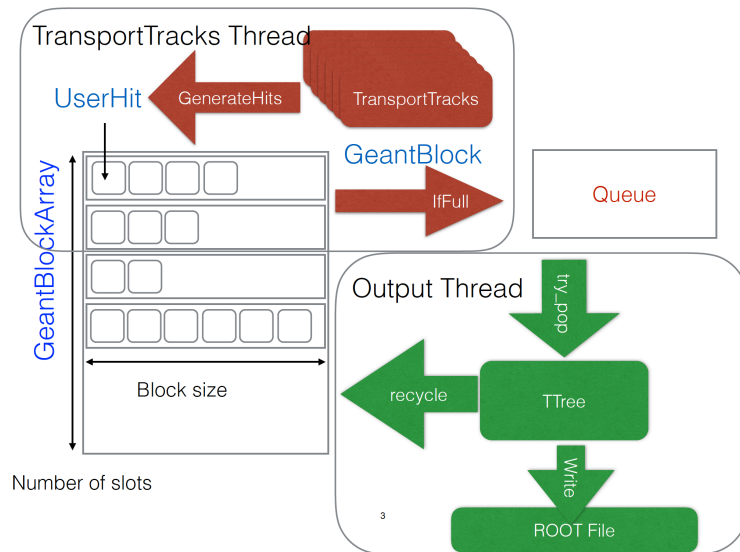 TransportTracks Thread
UserHit
GenerateHits
TransportTracks
GeantBlock
IfFull
Queue
GeantBlockArray
Output Thread
try_pop
Block size
recycle
TTree
Write
Number of slots
3
ROOT File